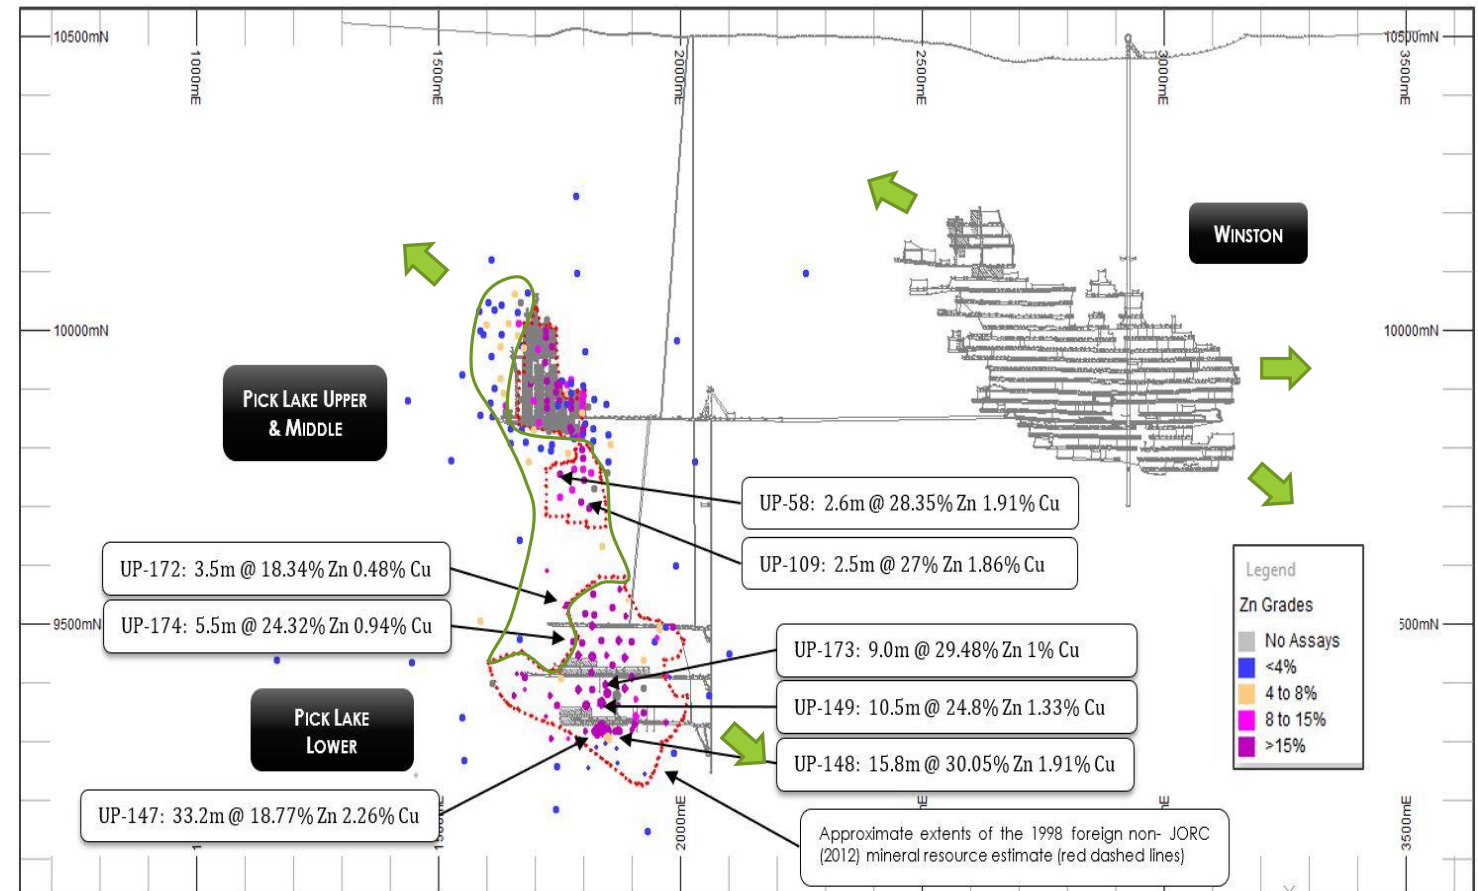 10500mN
1000mE
1500mE
2000mE
2500mE
3000mE
3500mE
10500mN
WINSTON
10000mN
10000mN
PICK LAKE UPPER
& MIDDLE
UP-58: 2.6m @ 28.35% Zn 1.91% Cu
UP-109: 2.5m @ 27% Zn 1.86% Cu
UP-172: 3.5m @ 18.34% Zn 0.48% Cu
UP-174: 5.5m @ 24.32% Zn 0.94% Cu
9500mN
500mN
Legend
Zn Grades
No Assays
<4%
4 to 8%
8 to 15%
>15%
UP-173: 9.0m @ 29.48% Zn 1% Cu
UP-149: 10.5m @ 24.8% Zn 1.33% Cu
UP-148: 15.8m @ 30.05% Zn 1.91% Cu
PICK LAKE
LOWER
UP-147: 33.2m @ 18.77% Zn 2.26% Cu
Approximate extents of the 1998 foreign non- JORC
(2012) mineral resource estimate (red dashed lines)
2000mE
3500mE